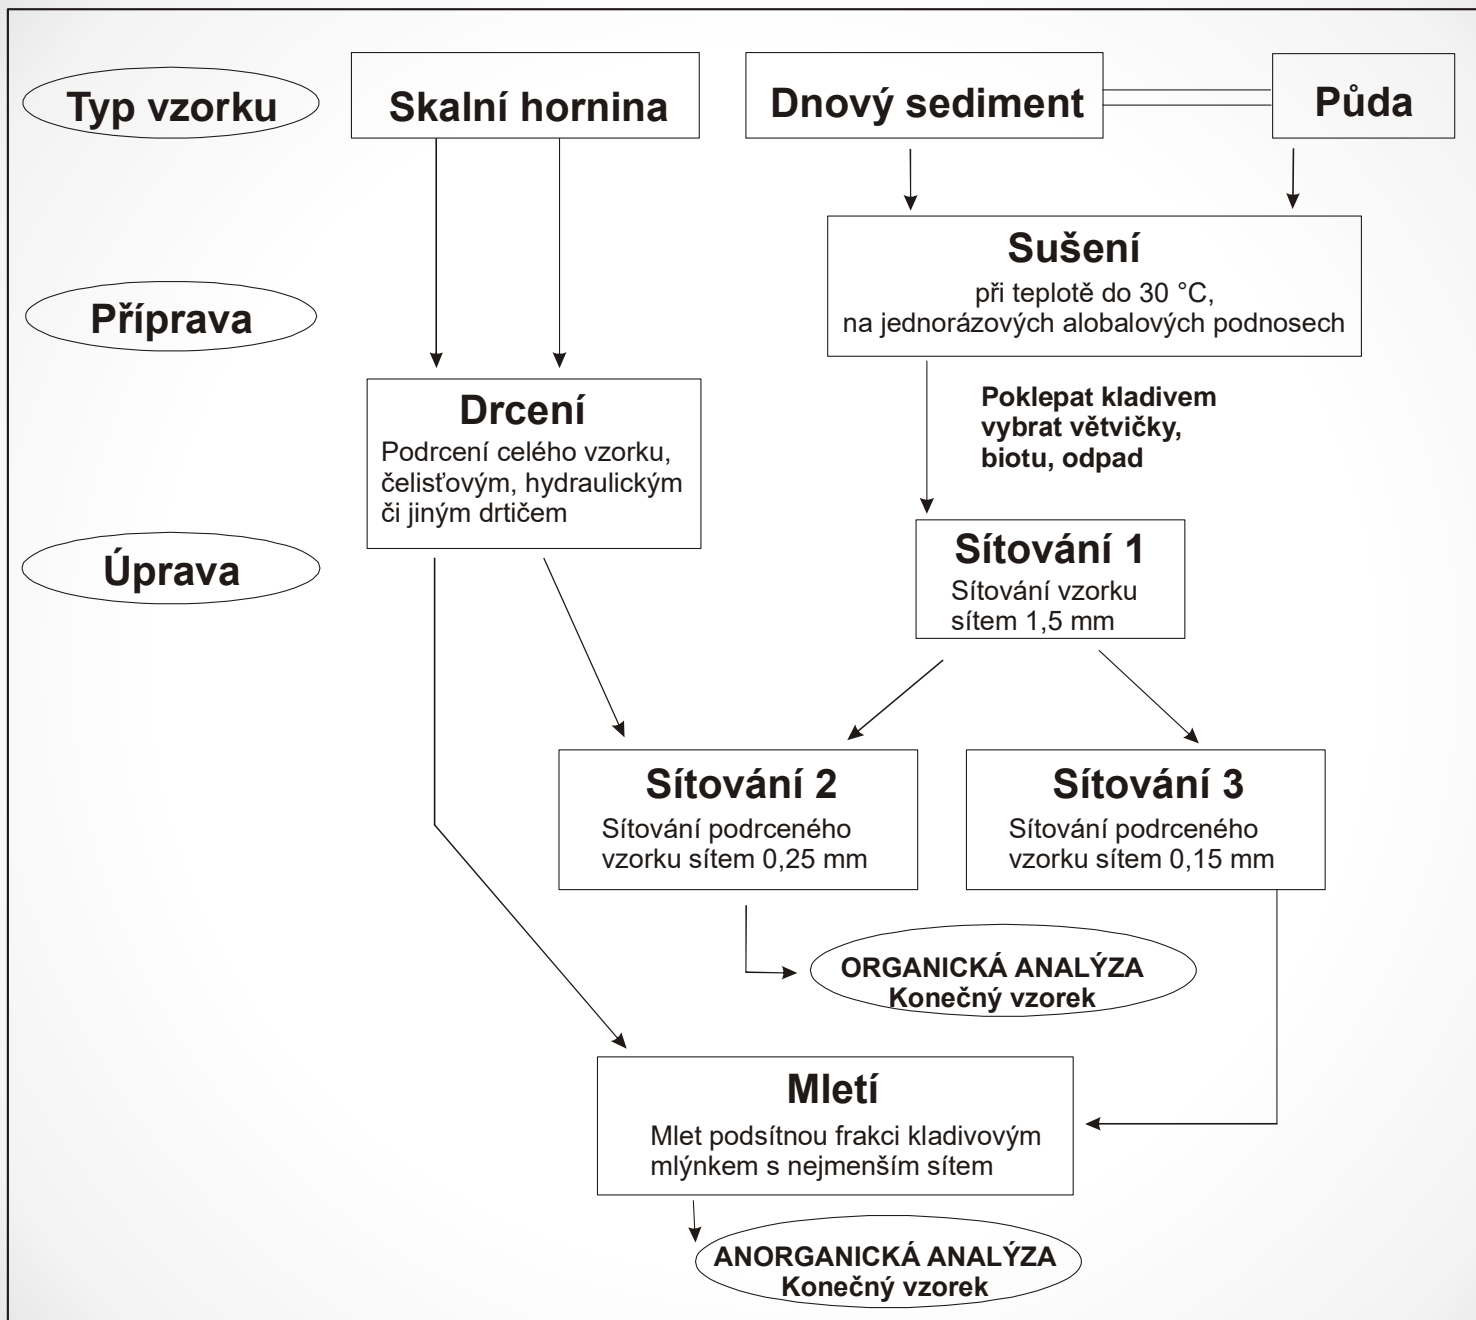 Typ vzorku
Skalní hornina
Dnový sediment
Půda
Sušení
při teplotě do 30 °C,
na jednorázových alobalových podnosech
Příprava
Drcení
Podrcení celého vzorku,
čelisťovým, hydraulickým
či jiným drtičem
Poklepat kladivem
vybrat větvičky,
biotu, odpad
Úprava
Sítování 1
Sítování vzorku
sítem 1,5 mm
Sítování 2
Sítování podrceného
vzorku sítem 0,25 mm
Sítování 3
Sítování podrceného
vzorku sítem 0,15 mm
ORGANICKÁ ANALÝZA
Konečný vzorek
Mletí
Mlet podsítnou frakci kladivovým
mlýnkem s nejmenším sítem
ANORGANICKÁ ANALÝZA
Konečný vzorek